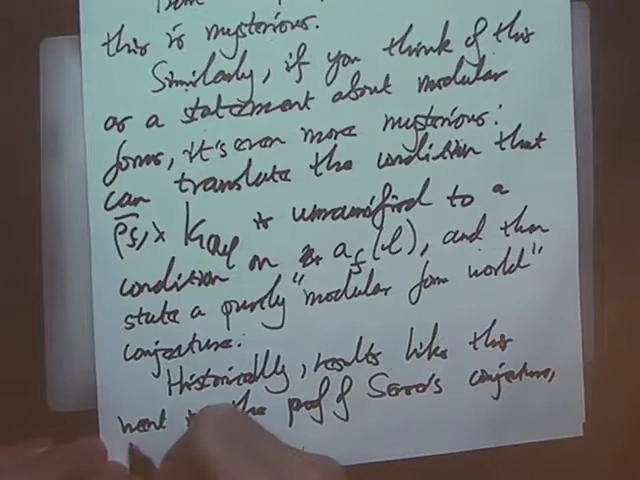 this is mysterious.
Similarly, if you think of this
as a statement about modular
forms, it's even more mysterious:
can translate the condition that
ρ̄_{f,λ}|_{G_{ℚ_ℓ}} is unramified to a
condition on a_f(ℓ), and then
state a purely "modular form world"
conjecture.
Historically, results like this
went the proof of Serre's conjecture,